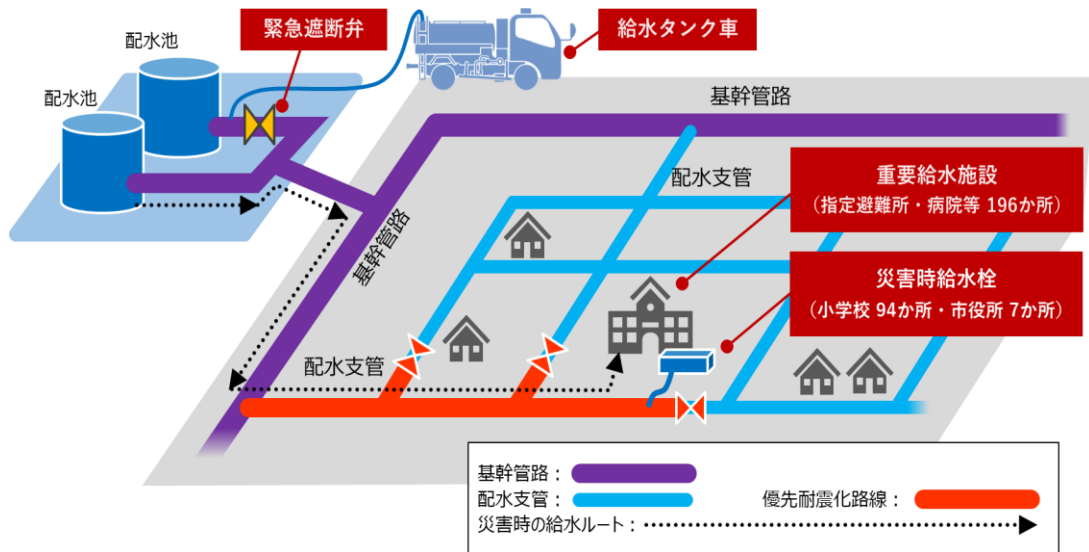 緊急遮断弁
給水タンク車
配水池
配水池
基幹管路
配水支管
重要給水施設
（指定避難所・病院等 196か所）
基幹管路
災害時給水栓
（小学校 94か所・市役所 7か所）
配水支管
基幹管路：
配水支管：
優先耐震化路線：
災害時の給水ルート：